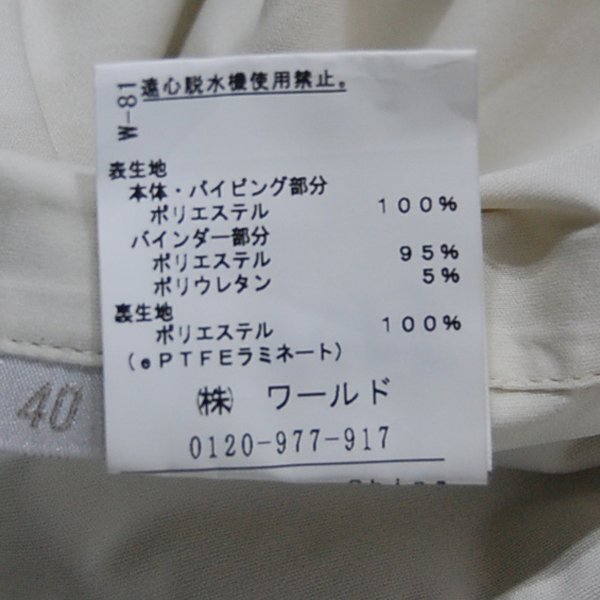 W-81
遠心脱水機使用禁止。
表生地
本体・パイピング部分
ポリエステル 100%
バインダー部分
ポリエステル 95%
ポリウレタン 5%
裏生地
ポリエステル 100%
(ePTFEラミネート)
㈱ ワールド
0120-977-917
40